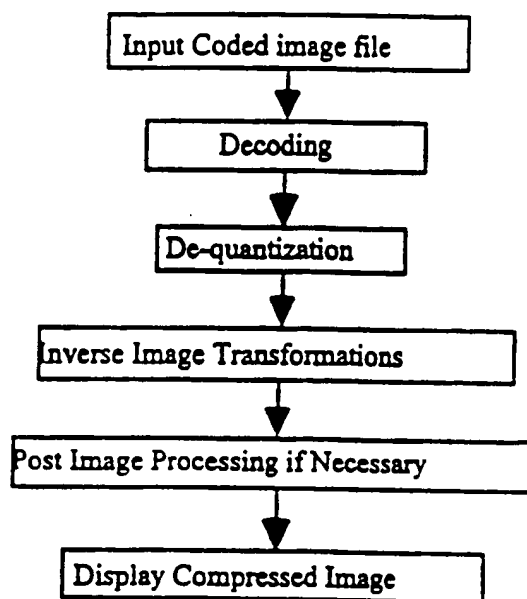 Input Coded image file
Decoding
De-quantization
Inverse Image Transformations
Post Image Processing if Necessary
Display Compressed Image